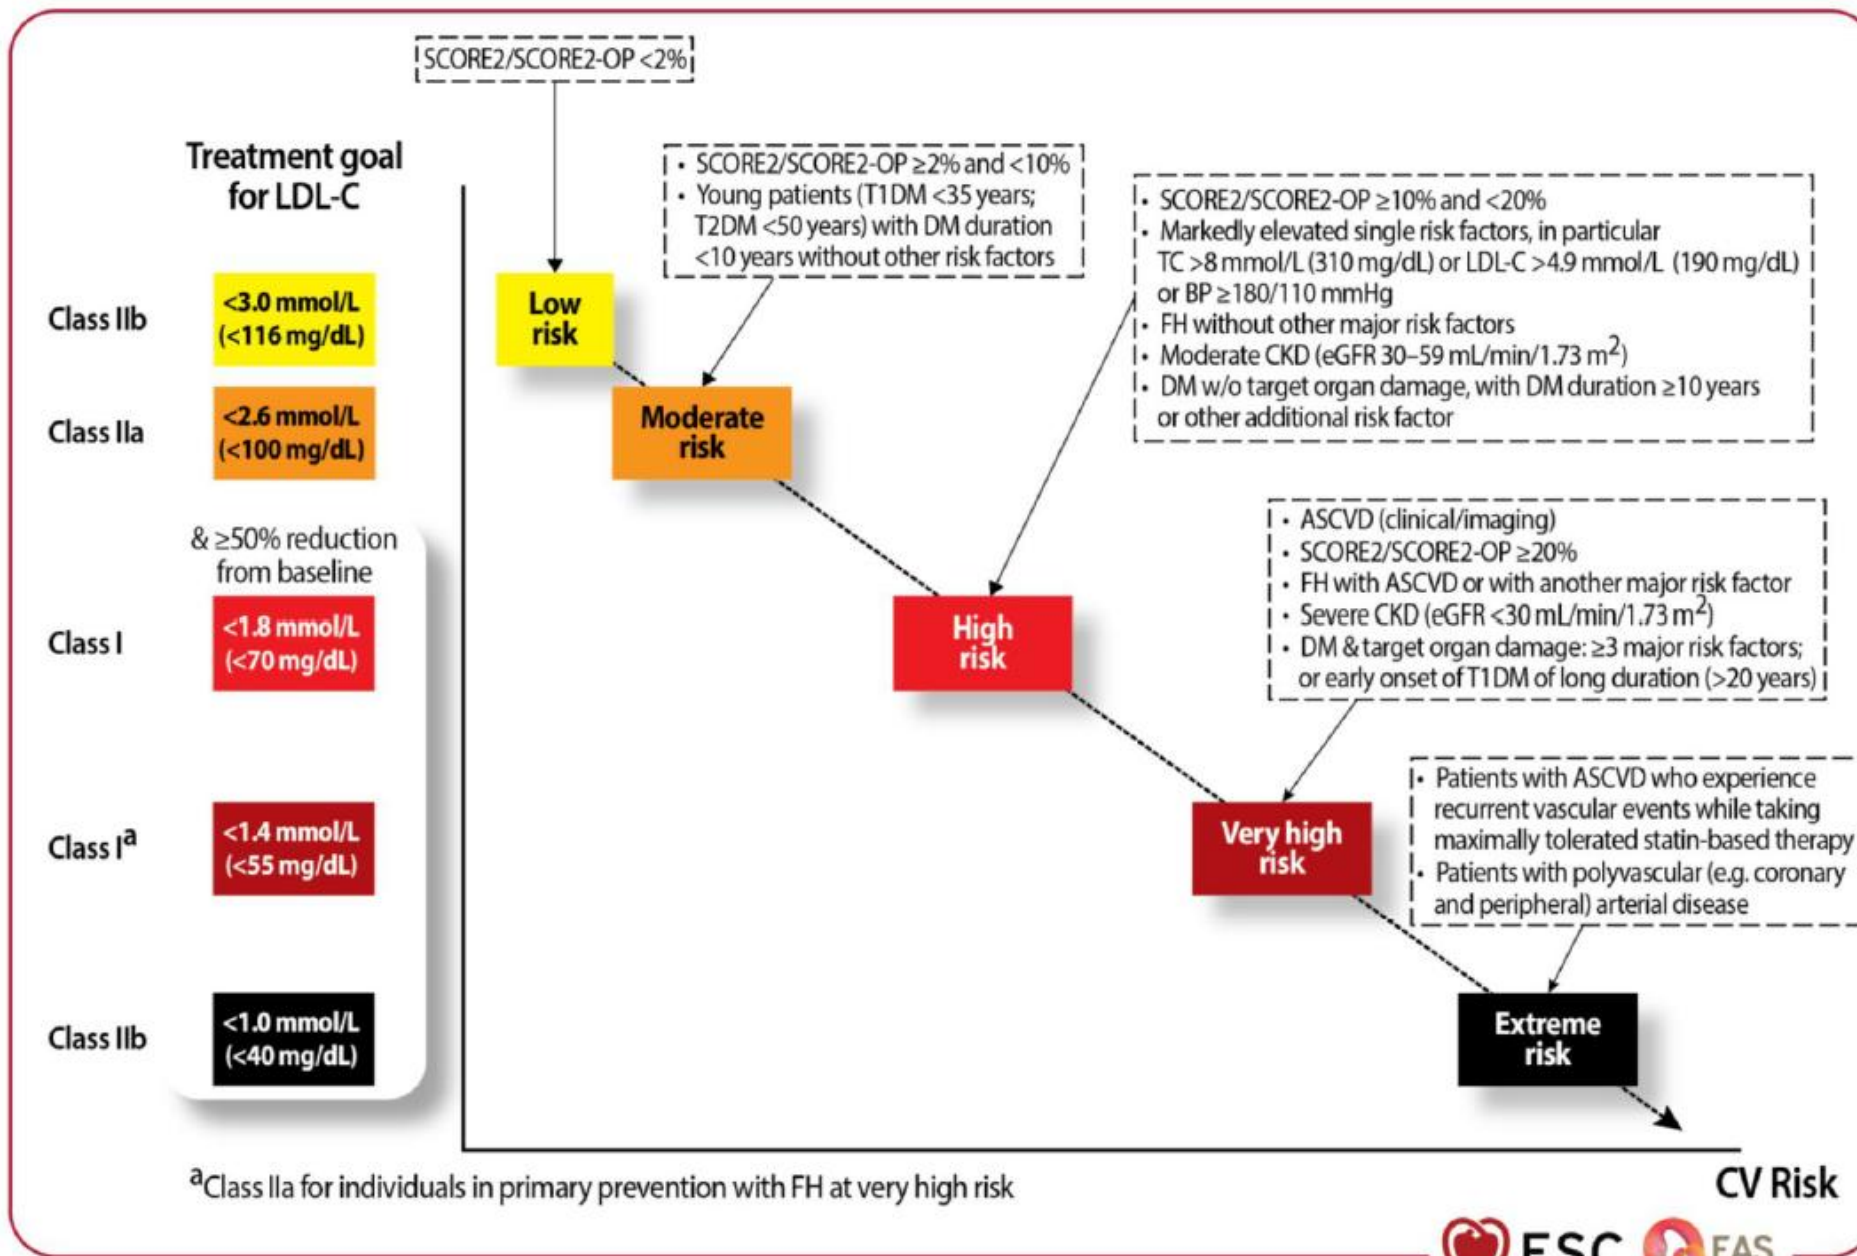 SCORE2/SCORE2-OP <2%
Treatment goal
for LDL-C
• SCORE2/SCORE2-OP ≥2% and <10%
• Young patients (T1DM <35 years;
T2DM <50 years) with DM duration
<10 years without other risk factors
• SCORE2/SCORE2-OP ≥10% and <20%
• Markedly elevated single risk factors, in particular
TC >8 mmol/L (310 mg/dL) or LDL-C >4.9 mmol/L (190 mg/dL)
or BP ≥180/110 mmHg
• FH without other major risk factors
• Moderate CKD (eGFR 30–59 mL/min/1.73 m²)
• DM w/o target organ damage, with DM duration ≥10 years
or other additional risk factor
Class IIb
<3.0 mmol/L
(<116 mg/dL)
Low
risk
Class IIa
<2.6 mmol/L
(<100 mg/dL)
Moderate
risk
& ≥50% reduction
from baseline
• ASCVD (clinical/imaging)
• SCORE2/SCORE2-OP ≥20%
• FH with ASCVD or with another major risk factor
• Severe CKD (eGFR <30 mL/min/1.73 m²)
• DM & target organ damage: ≥3 major risk factors;
or early onset of T1DM of long duration (>20 years)
Class I
<1.8 mmol/L
(<70 mg/dL)
High
risk
• Patients with ASCVD who experience
recurrent vascular events while taking
maximally tolerated statin-based therapy
• Patients with polyvascular (e.g. coronary
and peripheral) arterial disease
Class Iᵃ
<1.4 mmol/L
(<55 mg/dL)
Very high
risk
Class IIb
<1.0 mmol/L
(<40 mg/dL)
Extreme
risk
ᵃClass IIa for individuals in primary prevention with FH at very high risk
CV Risk
ESC
EAS